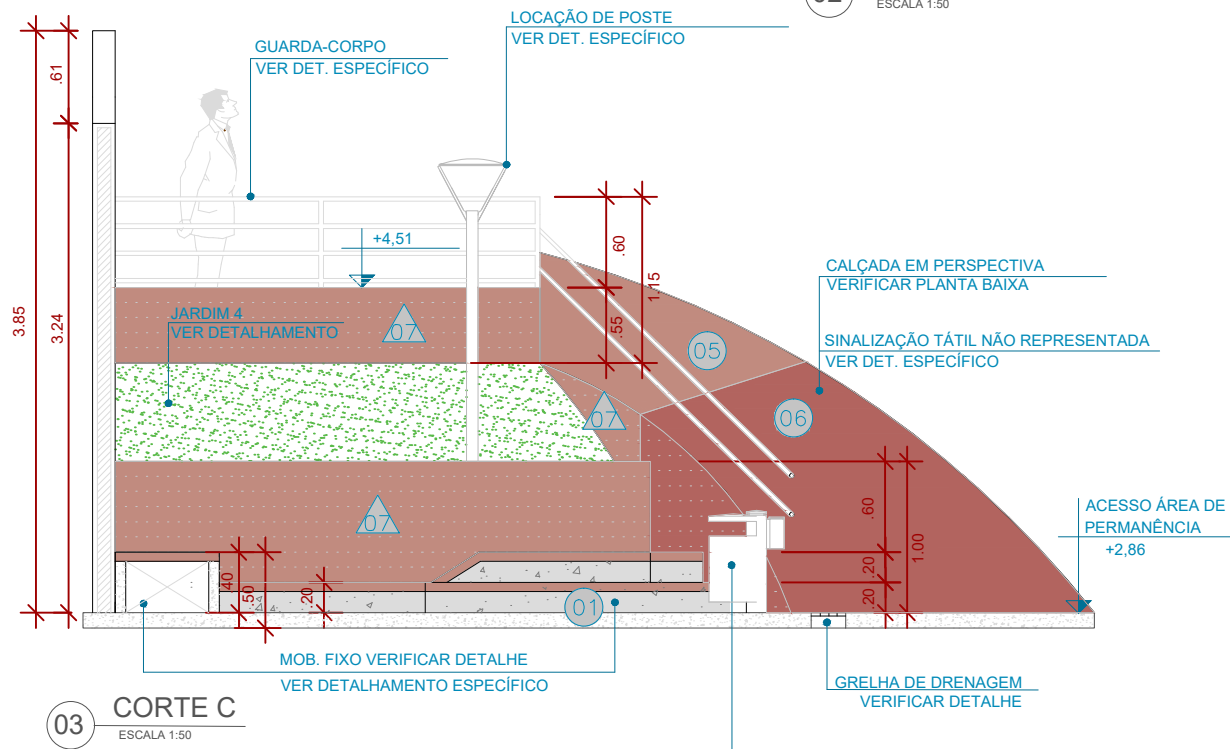 02
ESCALA 1:50
LOCAÇÃO DE POSTE
VER DET. ESPECÍFICO
GUARDA-CORPO
VER DET. ESPECÍFICO
.61
3.85
3.24
+4,51
.60
1.15
.55
CALÇADA EM PERSPECTIVA
VERIFICAR PLANTA BAIXA
JARDIM 4
VER DETALHAMENTO
07
05
SINALIZAÇÃO TÁTIL NÃO REPRESENTADA
VER DET. ESPECÍFICO
07
06
07
.60
1.00
.20
.20
ACESSO ÁREA DE
PERMANÊNCIA
+2,86
.40
.50
.20
01
MOB. FIXO VERIFICAR DETALHE
VER DETALHAMENTO ESPECÍFICO
GRELHA DE DRENAGEM
VERIFICAR DETALHE
03
CORTE C
ESCALA 1:50